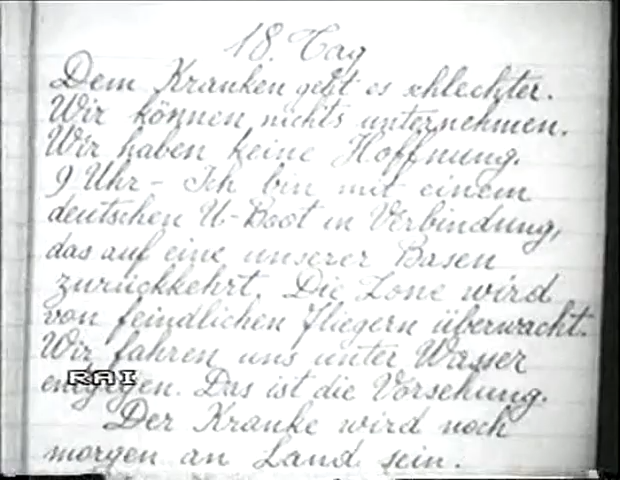 18. Tag
Dem Kranken geht es schlechter.
Wir können nichts unternehmen.
Wir haben keine Hoffnung.
9 Uhr - Ich bin mit einem
deutschen U-Boot in Verbindung,
das auf eine unserer Basen
zurückkehrt. Die Zone wird
von feindlichen Fliegern überwacht.
Wir fahren uns unter Wasser
entgegen. Das ist die Vorsehung.
RAI
Der Kranke wird noch
morgen an Land sein.